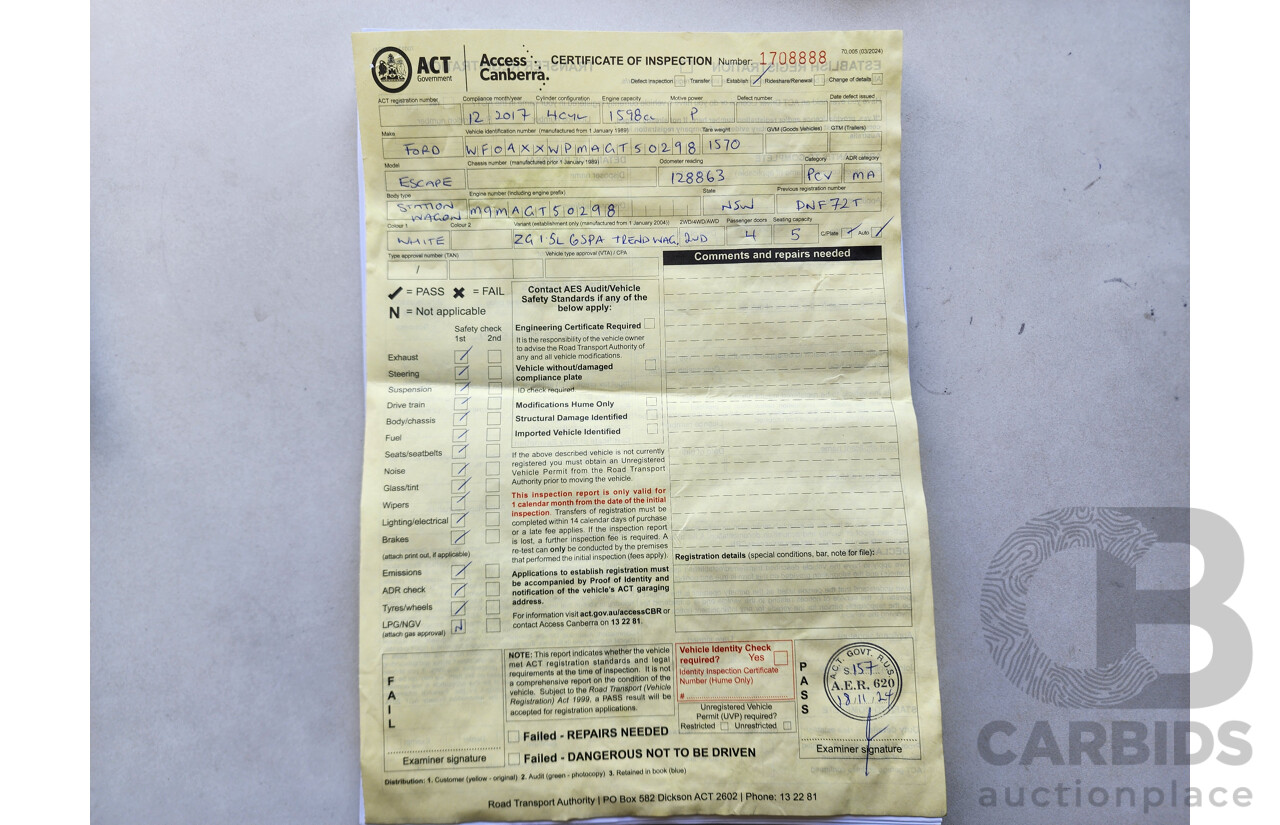 70,005 (03/2024)
ACT Government
Access Canberra.
CERTIFICATE OF INSPECTION Number: 1708888
Defect inspection Transfer Establish Rideshare/Renewal Change of details
ACT registration number Compliance month/year Cylinder configuration Engine capacity Motive power Defect number Date defect issued
12 2017 4CYL 1598cc P
Make Vehicle identification number (manufactured from 1 January 1989) Tare weight GVM (Goods Vehicles) GTM (Trailers)
FORD WF0AXXWPMAGT50298 1570
Model Chassis number (manufactured prior 1 January 1989) Odometer reading Category ADR category
ESCAPE 128863 PCV MA
Body type Engine number (including engine prefix) State Previous registration number
STATION WAGON M9MAGT50298 NSW DNF72T
Colour 1 Colour 2 Variant (establishment only (manufactured from 1 January 2004)) 2WD/4WD/AWD Passenger doors Seating capacity
WHITE ZG 1.5L 6SPA TREND WAG. 2WD 4 5 C/Plate Auto
Type approval number (TAN) Vehicle type approval (VTA) / CPA
/
Comments and repairs needed
= PASS = FAIL
N = Not applicable
Safety check
1st 2nd
Exhaust
Steering
Suspension
Drive train
Body/chassis
Fuel
Seats/seatbelts
Noise
Glass/tint
Wipers
Lighting/electrical
Brakes
(attach print out, if applicable)
Emissions
ADR check
Tyres/wheels
LPG/NGV N
(attach gas approval)
Contact AES Audit/Vehicle
Safety Standards if any of the
below apply:
Engineering Certificate Required
It is the responsibility of the vehicle owner
to advise the Road Transport Authority of
any and all vehicle modifications.
Vehicle without/damaged
compliance plate
ID check required
Modifications Hume Only
Structural Damage Identified
Imported Vehicle Identified
If the above described vehicle is not currently
registered you must obtain an Unregistered
Vehicle Permit from the Road Transport
Authority prior to moving the vehicle.
This inspection report is only valid for
1 calendar month from the date of the initial
inspection. Transfers of registration must be
completed within 14 calendar days of purchase
or a late fee applies. If the inspection report
is lost, a further inspection fee is required. A
re-test can only be conducted by the premises
that performed the initial inspection (fees apply).
Applications to establish registration must
be accompanied by Proof of Identity and
notification of the vehicle's ACT garaging
address.
For information visit act.gov.au/accessCBR or
contact Access Canberra on 13 22 81.
Registration details (special conditions, bar, note for file):
FAIL
Examiner signature
NOTE: This report indicates whether the vehicle
met ACT registration standards and legal
requirements at the time of inspection. It is not
a comprehensive report on the condition of the
vehicle. Subject to the Road Transport (Vehicle
Registration) Act 1999, a PASS result will be
accepted for registration applications.
Failed - REPAIRS NEEDED
Failed - DANGEROUS NOT TO BE DRIVEN
Vehicle Identity Check
required? Yes
Identity Inspection Certificate
Number (Hume Only)
#
Unregistered Vehicle
Permit (UVP) required?
Restricted Unrestricted
PASS
A.C.T. GOVT. R.U.S.
S 157
A.E.R. 620
18/11/24
Examiner signature
Distribution: 1. Customer (yellow - original) 2. Audit (green - photocopy) 3. Retained in book (blue)
Road Transport Authority | PO Box 582 Dickson ACT 2602 | Phone: 13 22 81
CB
CARBIDS
auctionplace